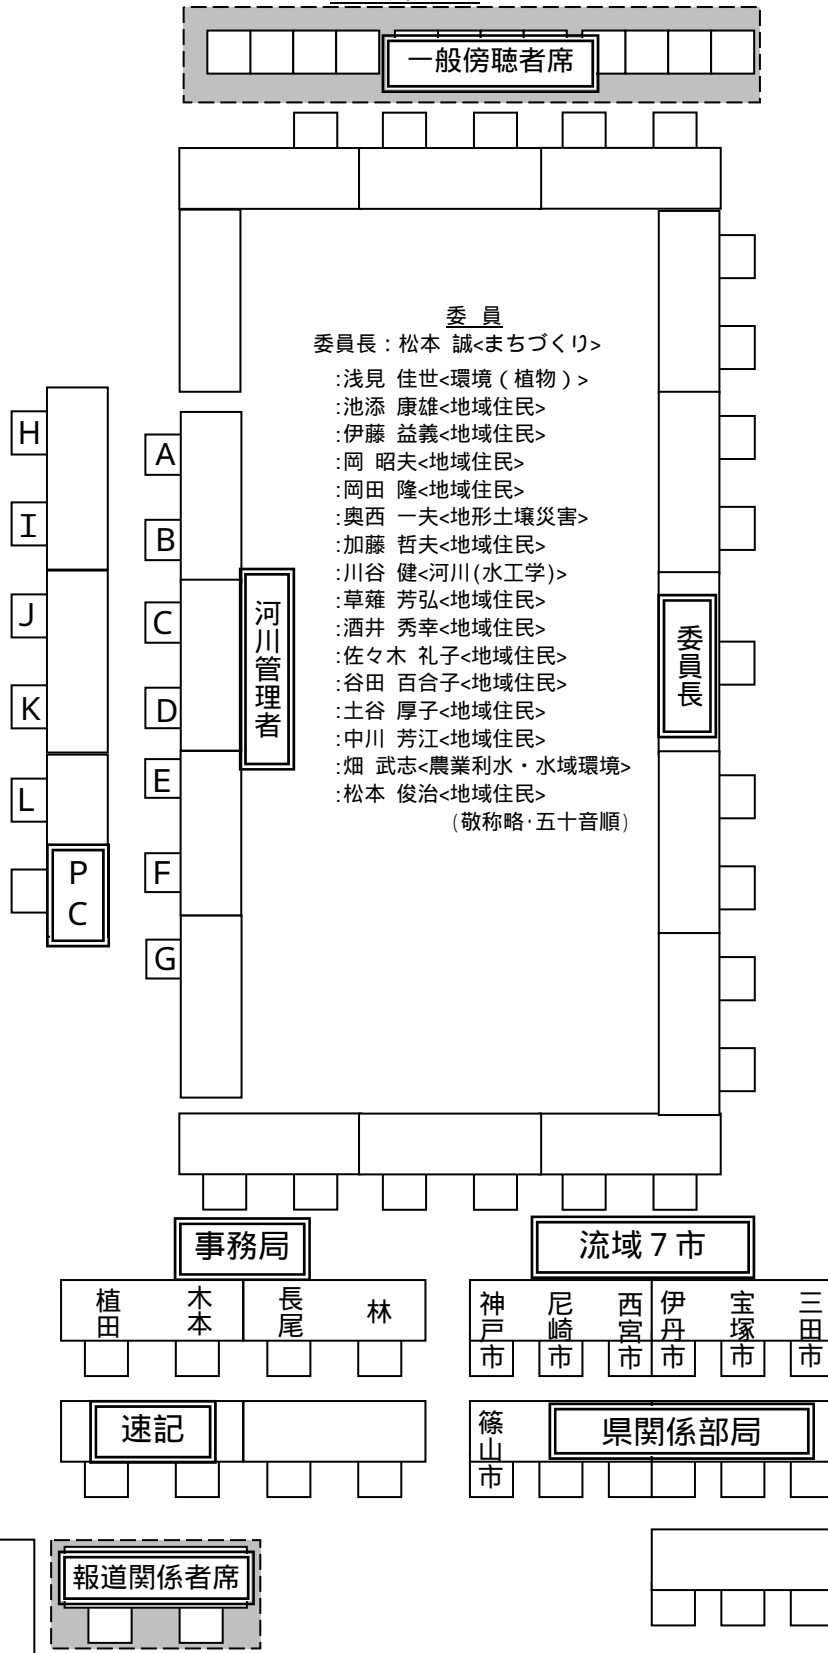 一般傍聴者席
委 員
委員長：松本 誠<まちづくり>
:浅見 佳世<環境（植物）>
:池添 康雄<地域住民>
:伊藤 益義<地域住民>
:岡 昭夫<地域住民>
:岡田 隆<地域住民>
:奥西 一夫<地形土壌災害>
:加藤 哲夫<地域住民>
:川谷 健<河川(水工学)>
:草薙 芳弘<地域住民>
:酒井 秀幸<地域住民>
:佐々木 礼子<地域住民>
:谷田 百合子<地域住民>
:土谷 厚子<地域住民>
:中川 芳江<地域住民>
:畑 武志<農業利水・水域環境>
:松本 俊治<地域住民>
(敬称略･五十音順)
H
I
J
K
L
PC
A
B
C
D
E
F
G
河川管理者
委員長
事務局
植田
木本
長尾
林
流域７市
神戸市
尼崎市
西宮市
伊丹市
宝塚市
三田市
速記
篠山市
県関係部局
報道関係者席